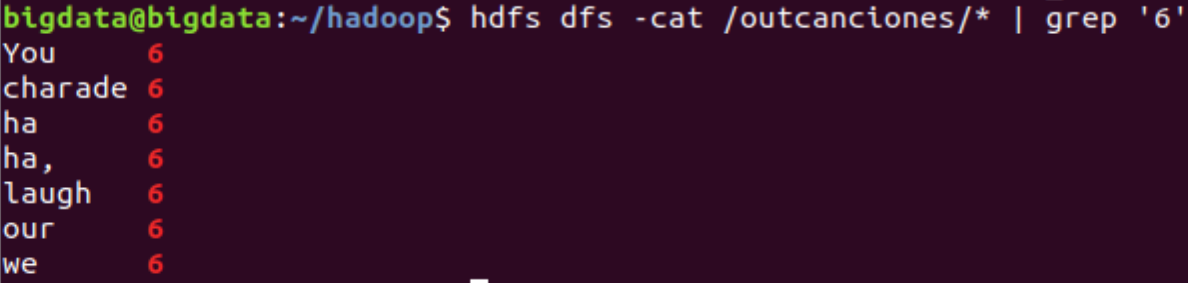 bigdata@bigdata:~/hadoop$ hdfs dfs -cat /outcanciones/* | grep '6'
You 6
charade 6
ha 6
ha, 6
laugh 6
our 6
we 6